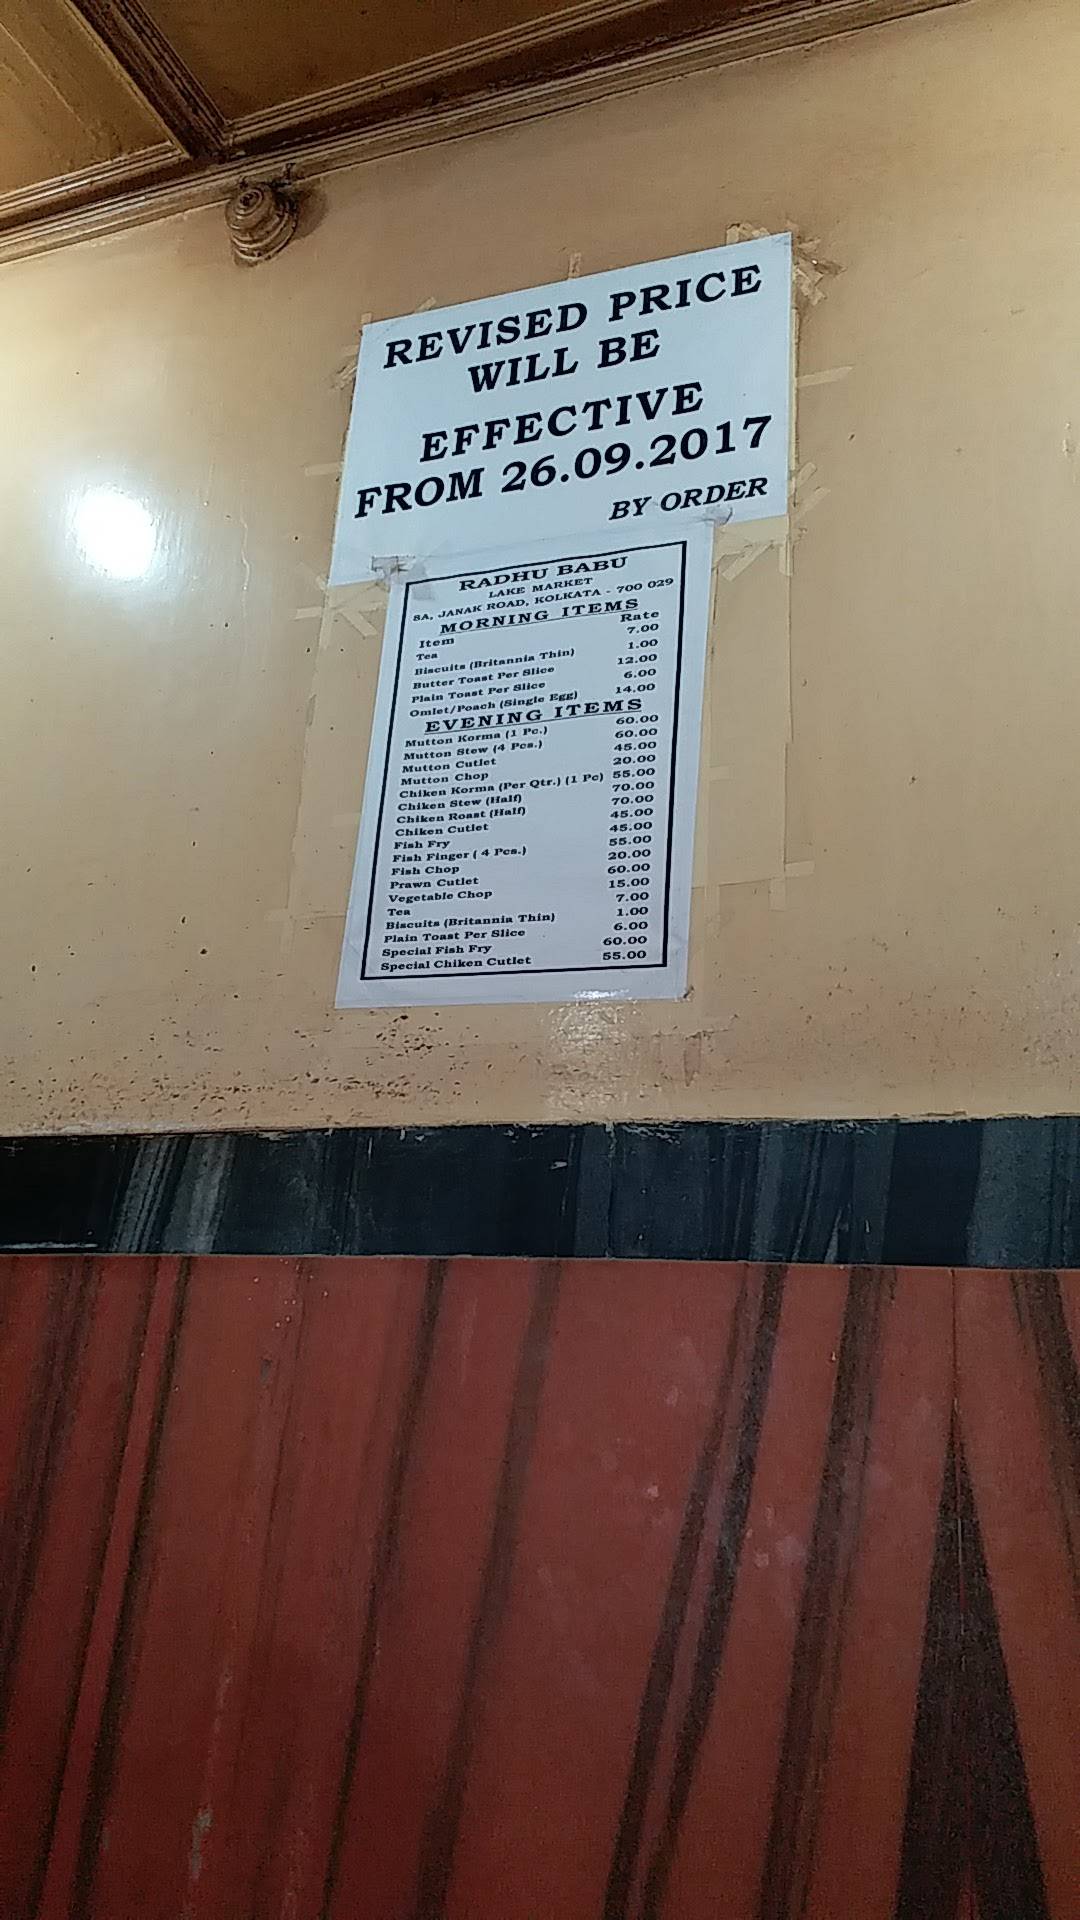 REVISED PRICE
WILL BE
EFFECTIVE
FROM 26.09.2017
BY ORDER
RADHU BABU
LAKE MARKET
8A, JANAK ROAD, KOLKATA - 700 029
MORNING ITEMS
Item Rate
Tea 7.00
Biscuits (Britannia Thin) 1.00
Butter Toast Per Slice 12.00
Plain Toast Per Slice 6.00
Omlet/Poach (Single Egg) 14.00
EVENING ITEMS
Mutton Korma (1 Pc.) 60.00
Mutton Stew (4 Pcs.) 60.00
Mutton Cutlet 45.00
Mutton Chop 20.00
Chiken Korma (Per Qtr.) (1 Pc) 55.00
Chiken Stew (Half) 70.00
Chiken Roast (Half) 70.00
Chiken Cutlet 45.00
Fish Fry 45.00
Fish Finger ( 4 Pcs.) 55.00
Fish Chop 20.00
Prawn Cutlet 60.00
Vegetable Chop 15.00
Tea 7.00
Biscuits (Britannia Thin) 1.00
Plain Toast Per Slice 6.00
Special Fish Fry 60.00
Special Chiken Cutlet 55.00